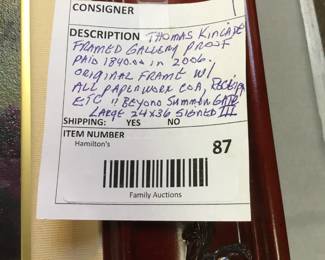 CONSIGNER
DESCRIPTION THOMAS KINCADE
FRAMED GALLERY PROOF
PAID 1840.00 in 2006.
ORIGINAL FRAME W/
ALL PAPERWORK COA, RECEIPT
ETC " BEYOND SUMMER GATE
LARGE 24x36 SIGNED III
SHIPPING: YES NO
ITEM NUMBER
Hamilton's
87
Family Auctions